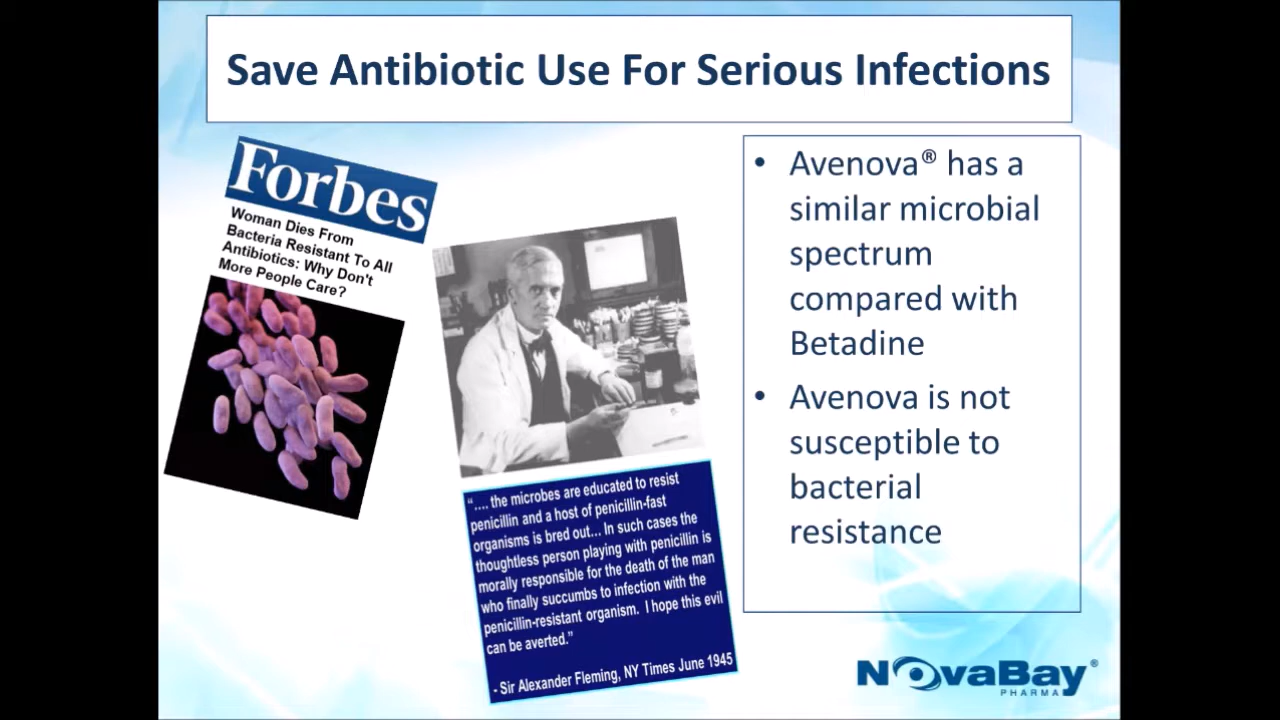 Save Antibiotic Use For Serious Infections
Forbes
Woman Dies From
Bacteria Resistant To All
Antibiotics: Why Don't
More People Care?
“.... the microbes are educated to resist
penicillin and a host of penicillin-fast
organisms is bred out... In such cases the
thoughtless person playing with penicillin is
morally responsible for the death of the man
who finally succumbs to infection with the
penicillin-resistant organism. I hope this evil
can be averted.”
- Sir Alexander Fleming, NY Times June 1945
• Avenova® has a
similar microbial
spectrum
compared with
Betadine
• Avenova is not
susceptible to
bacterial
resistance
NovaBay®
PHARMA